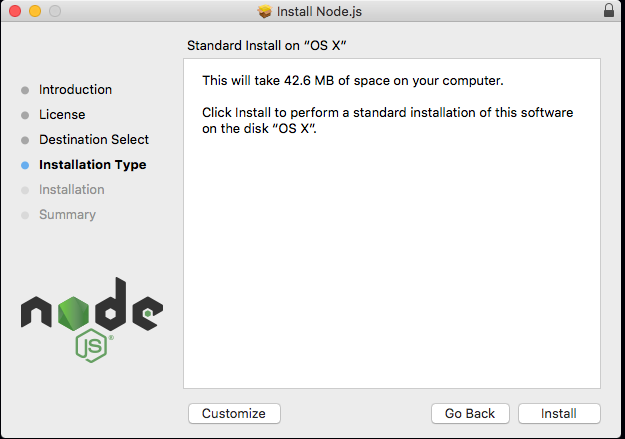 Install Node.js
Standard Install on “OS X”
Introduction
License
Destination Select
Installation Type
Installation
Summary
This will take 42.6 MB of space on your computer.
Click Install to perform a standard installation of this software
on the disk “OS X”.
node
JS®
Customize
Go Back
Install